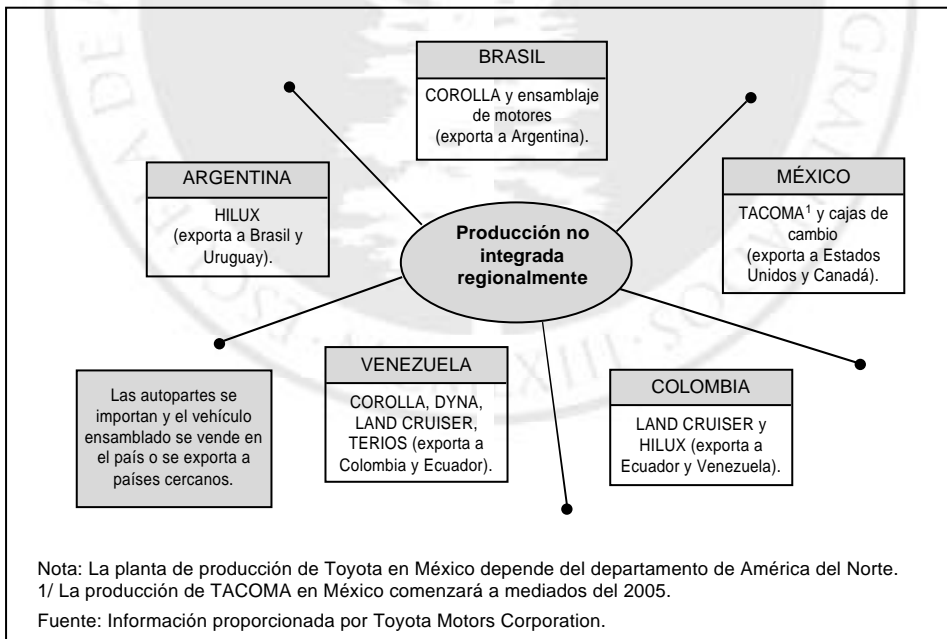 BRASIL
COROLLA y ensamblaje
de motores
(exporta a Argentina).
ARGENTINA
HILUX
(exporta a Brasil y
Uruguay).
MÉXICO
TACOMA1 y cajas de
cambio
(exporta a Estados
Unidos y Canadá).
Producción no
integrada
regionalmente
Las autopartes se
importan y el vehículo
ensamblado se vende en
el país o se exporta a
países cercanos.
VENEZUELA
COROLLA, DYNA,
LAND CRUISER,
TERIOS (exporta a
Colombia y Ecuador).
COLOMBIA
LAND CRUISER y
HILUX (exporta a
Ecuador y Venezuela).
Nota: La planta de producción de Toyota en México depende del departamento de América del Norte.
1/ La producción de TACOMA en México comenzará a mediados del 2005.
Fuente: Información proporcionada por Toyota Motors Corporation.